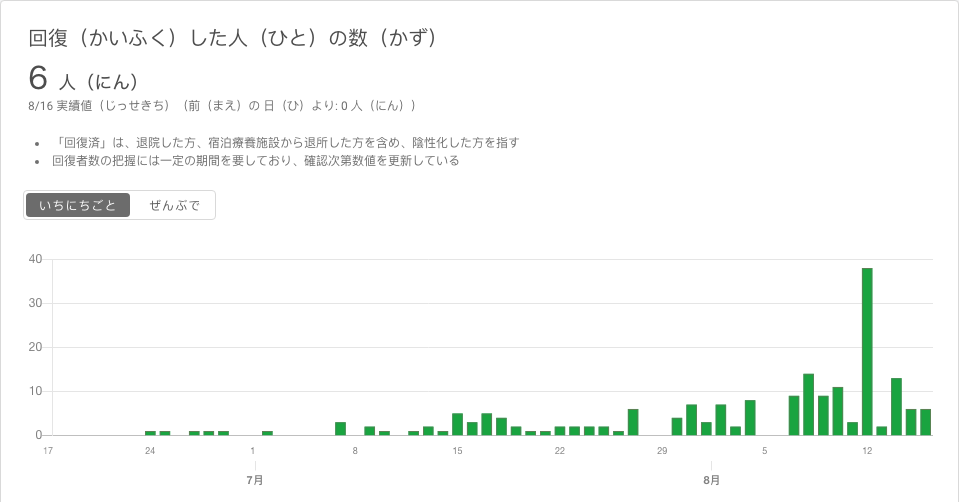 回復（かいふく）した人（ひと）の数（かず）
6 人（にん）
8/16 実績値（じっせきち）（前（まえ）の 日（ひ）より: 0 人（にん））
• 「回復済」は、退院した方、宿泊療養施設から退所した方を含め、陰性化した方を指す
• 回復者数の把握には一定の期間を要しており、確認次第数値を更新している
いちにちごと ぜんぶで
40
30
20
10
0
17 24 1 8 15 22 29 5 12
7月 8月